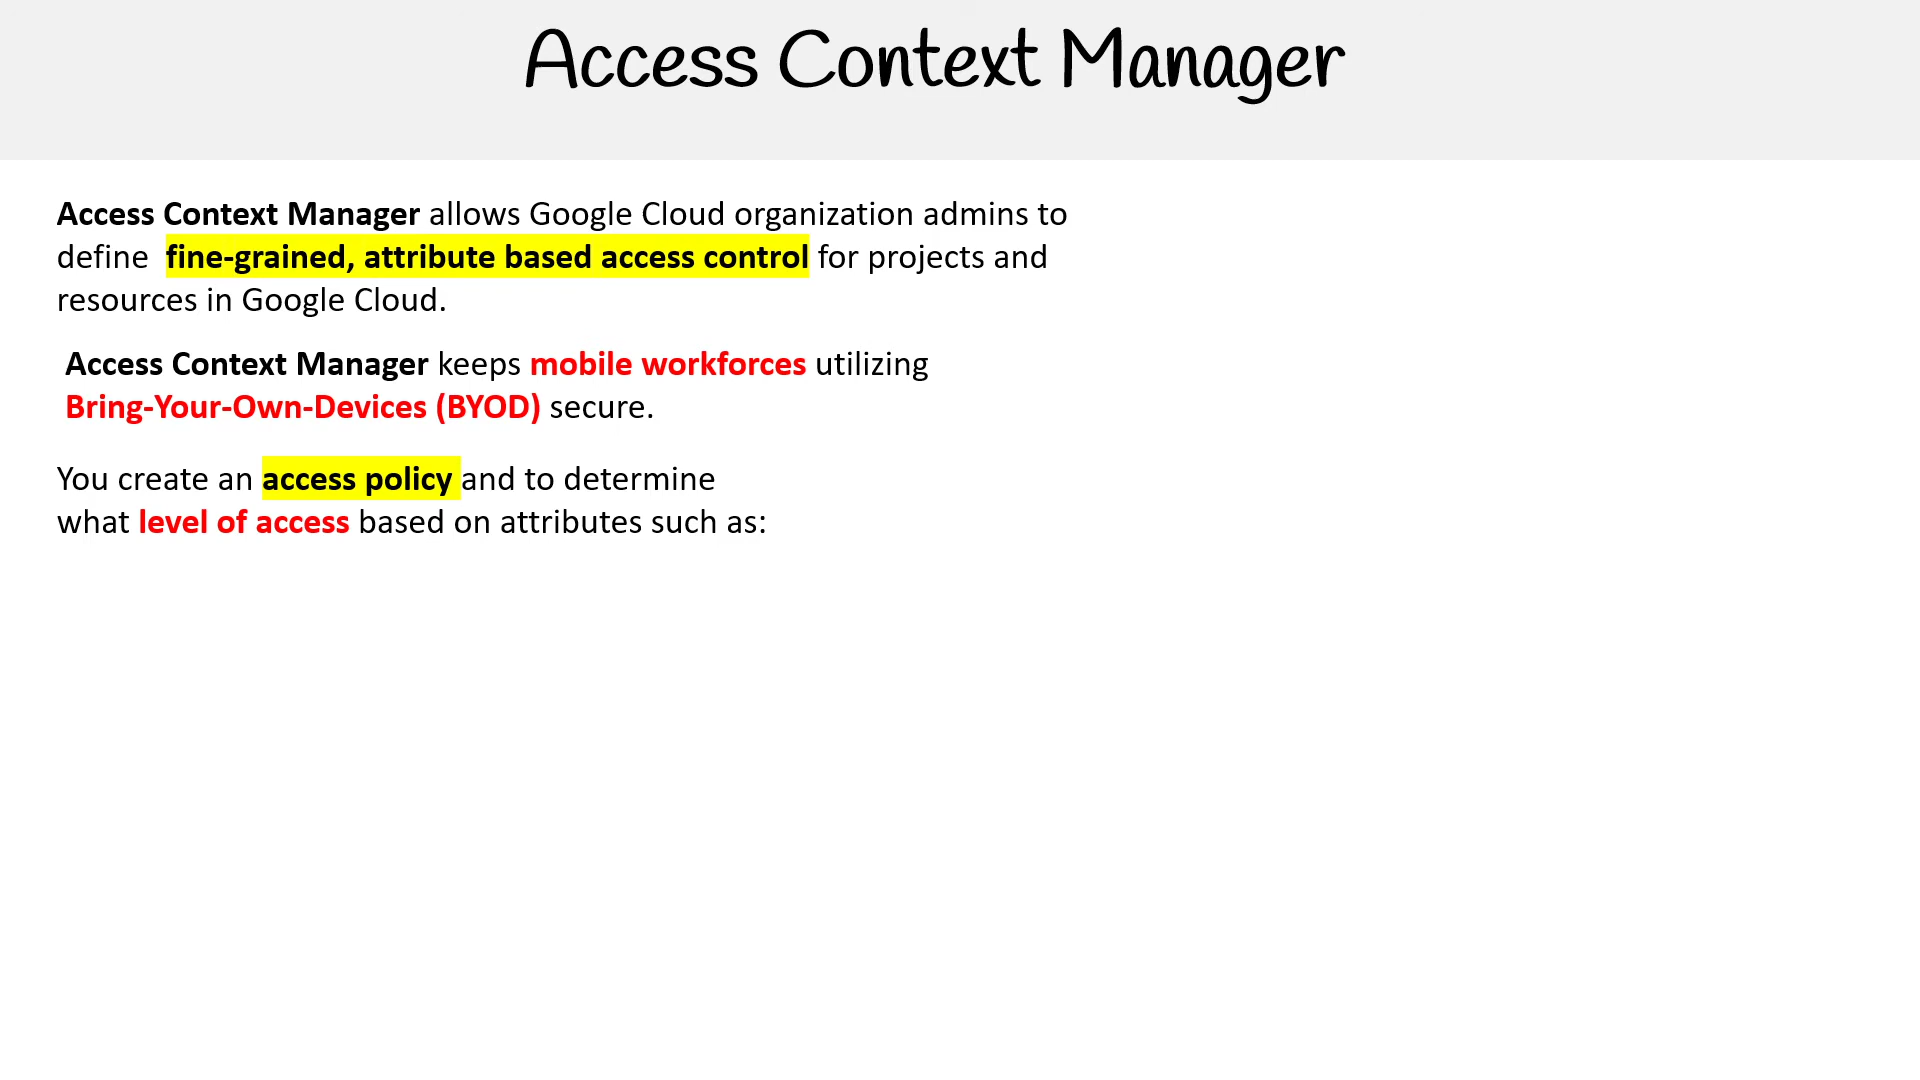 Access Context Manager
Access Context Manager allows Google Cloud organization admins to
define fine-grained, attribute based access control for projects and
resources in Google Cloud.
Access Context Manager keeps mobile workforces utilizing
Bring-Your-Own-Devices (BYOD) secure.
You create an access policy and to determine
what level of access based on attributes such as: